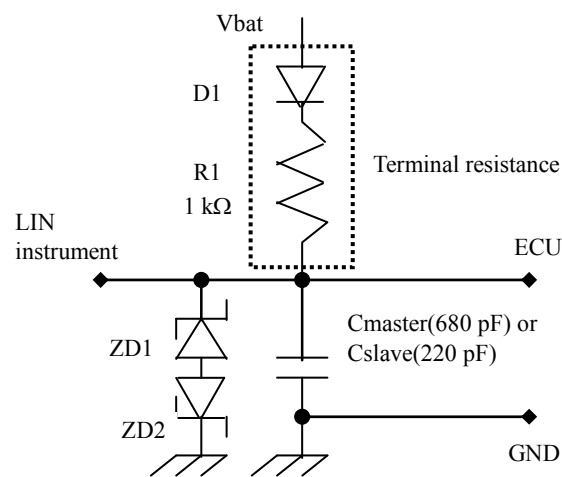 Vbat
D1
R1
1 kΩ
Terminal resistance
LIN
instrument
ECU
Cmaster(680 pF) or
Cslave(220 pF)
ZD1
ZD2
GND